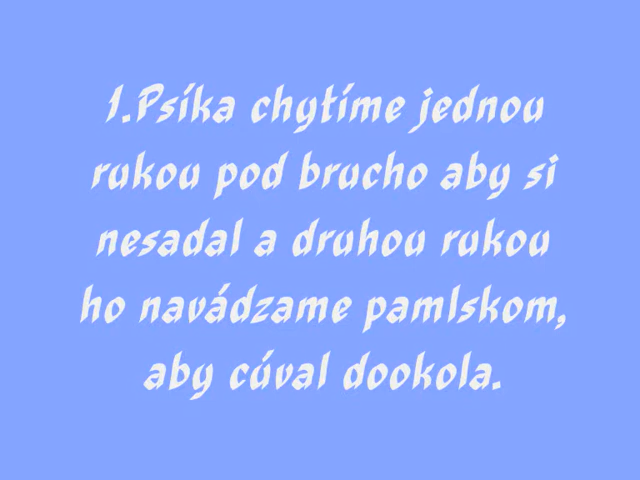 1.Psíka chytíme jednou
rukou pod brucho aby si
nesadal a druhou rukou
ho navádzame pamlskom,
aby cúval dookola.